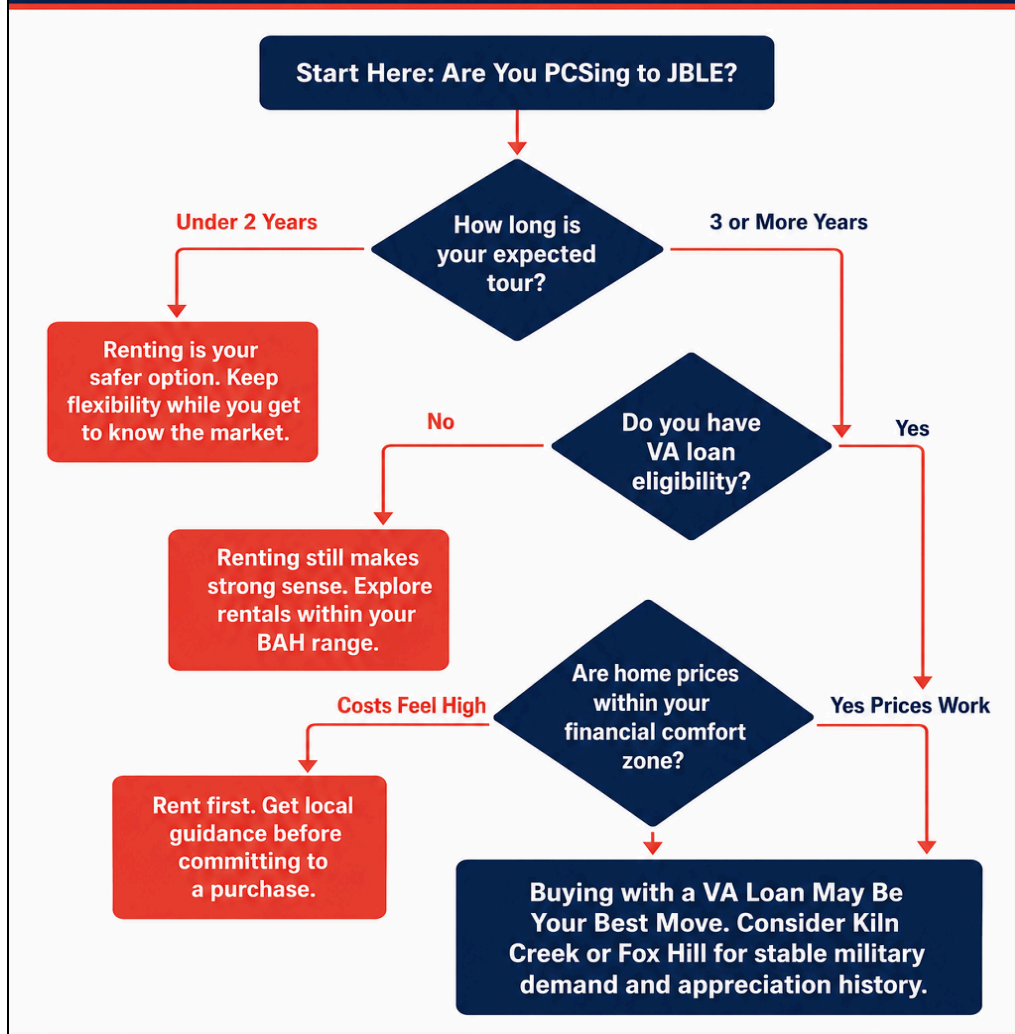 Start Here: Are You PCSing to JBLE?
How long is
your expected
tour?
Under 2 Years
3 or More Years
Renting is your
safer option. Keep
flexibility while you get
to know the market.
Do you have
VA loan
eligibility?
No
Yes
Renting still makes
strong sense. Explore
rentals within your
BAH range.
Are home prices
within your
financial comfort
zone?
Costs Feel High
Yes Prices Work
Rent first. Get local
guidance before
committing to
a purchase.
Buying with a VA Loan May Be
Your Best Move. Consider Kiln
Creek or Fox Hill for stable military
demand and appreciation history.